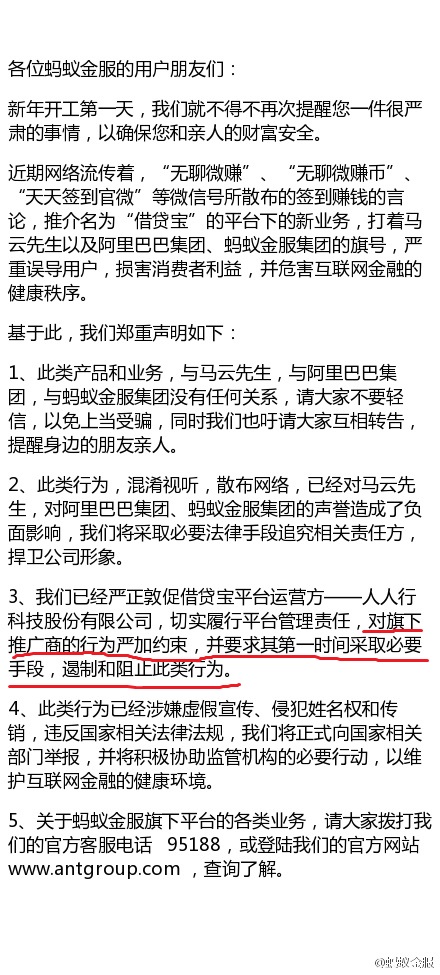 各位蚂蚁金服的用户朋友们：
新年开工第一天，我们就不得不再次提醒您一件很严
肃的事情，以确保您和亲人的财富安全。
近期网络流传着，“无聊微赚”、“无聊微赚币”、
“天天签到官微”等微信号所散布的签到赚钱的言
论，推介名为“借贷宝”的平台下的新业务，打着马
云先生以及阿里巴巴集团、蚂蚁金服集团的旗号，严
重误导用户，损害消费者利益，并危害互联网金融的
健康秩序。
基于此，我们郑重声明如下：
1、此类产品和业务，与马云先生，与阿里巴巴集
团，与蚂蚁金服集团没有任何关系，请大家不要轻
信，以免上当受骗，同时我们也吁请大家互相转告，
提醒身边的朋友亲人。
2、此类行为，混淆视听，散布网络，已经对马云先
生，对阿里巴巴集团、蚂蚁金服集团的声誉造成了负
面影响，我们将采取必要法律手段追究相关责任方，
捍卫公司形象。
3、我们已经严正敦促借贷宝平台运营方——人人行
科技股份有限公司，切实履行平台管理责任，对旗下
推广商的行为严加约束，并要求其第一时间采取必要
手段，遏制和阻止此类行为。
4、此类行为已经涉嫌虚假宣传、侵犯姓名权和传
销，违反国家相关法律法规，我们将正式向国家相关
部门举报，并将积极协助监管机构的必要行动，以维
护互联网金融的健康环境。
5、关于蚂蚁金服旗下平台的各类业务，请大家拨打我
们的官方客服电话 95188，或登陆我们的官方网站
www.antgroup.com ，查询了解。
@蚂蚁金服